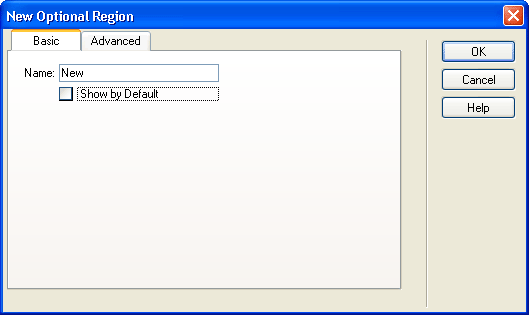 New Optional Region
Basic Advanced
Name: New
Show by Default
OK
Cancel
Help